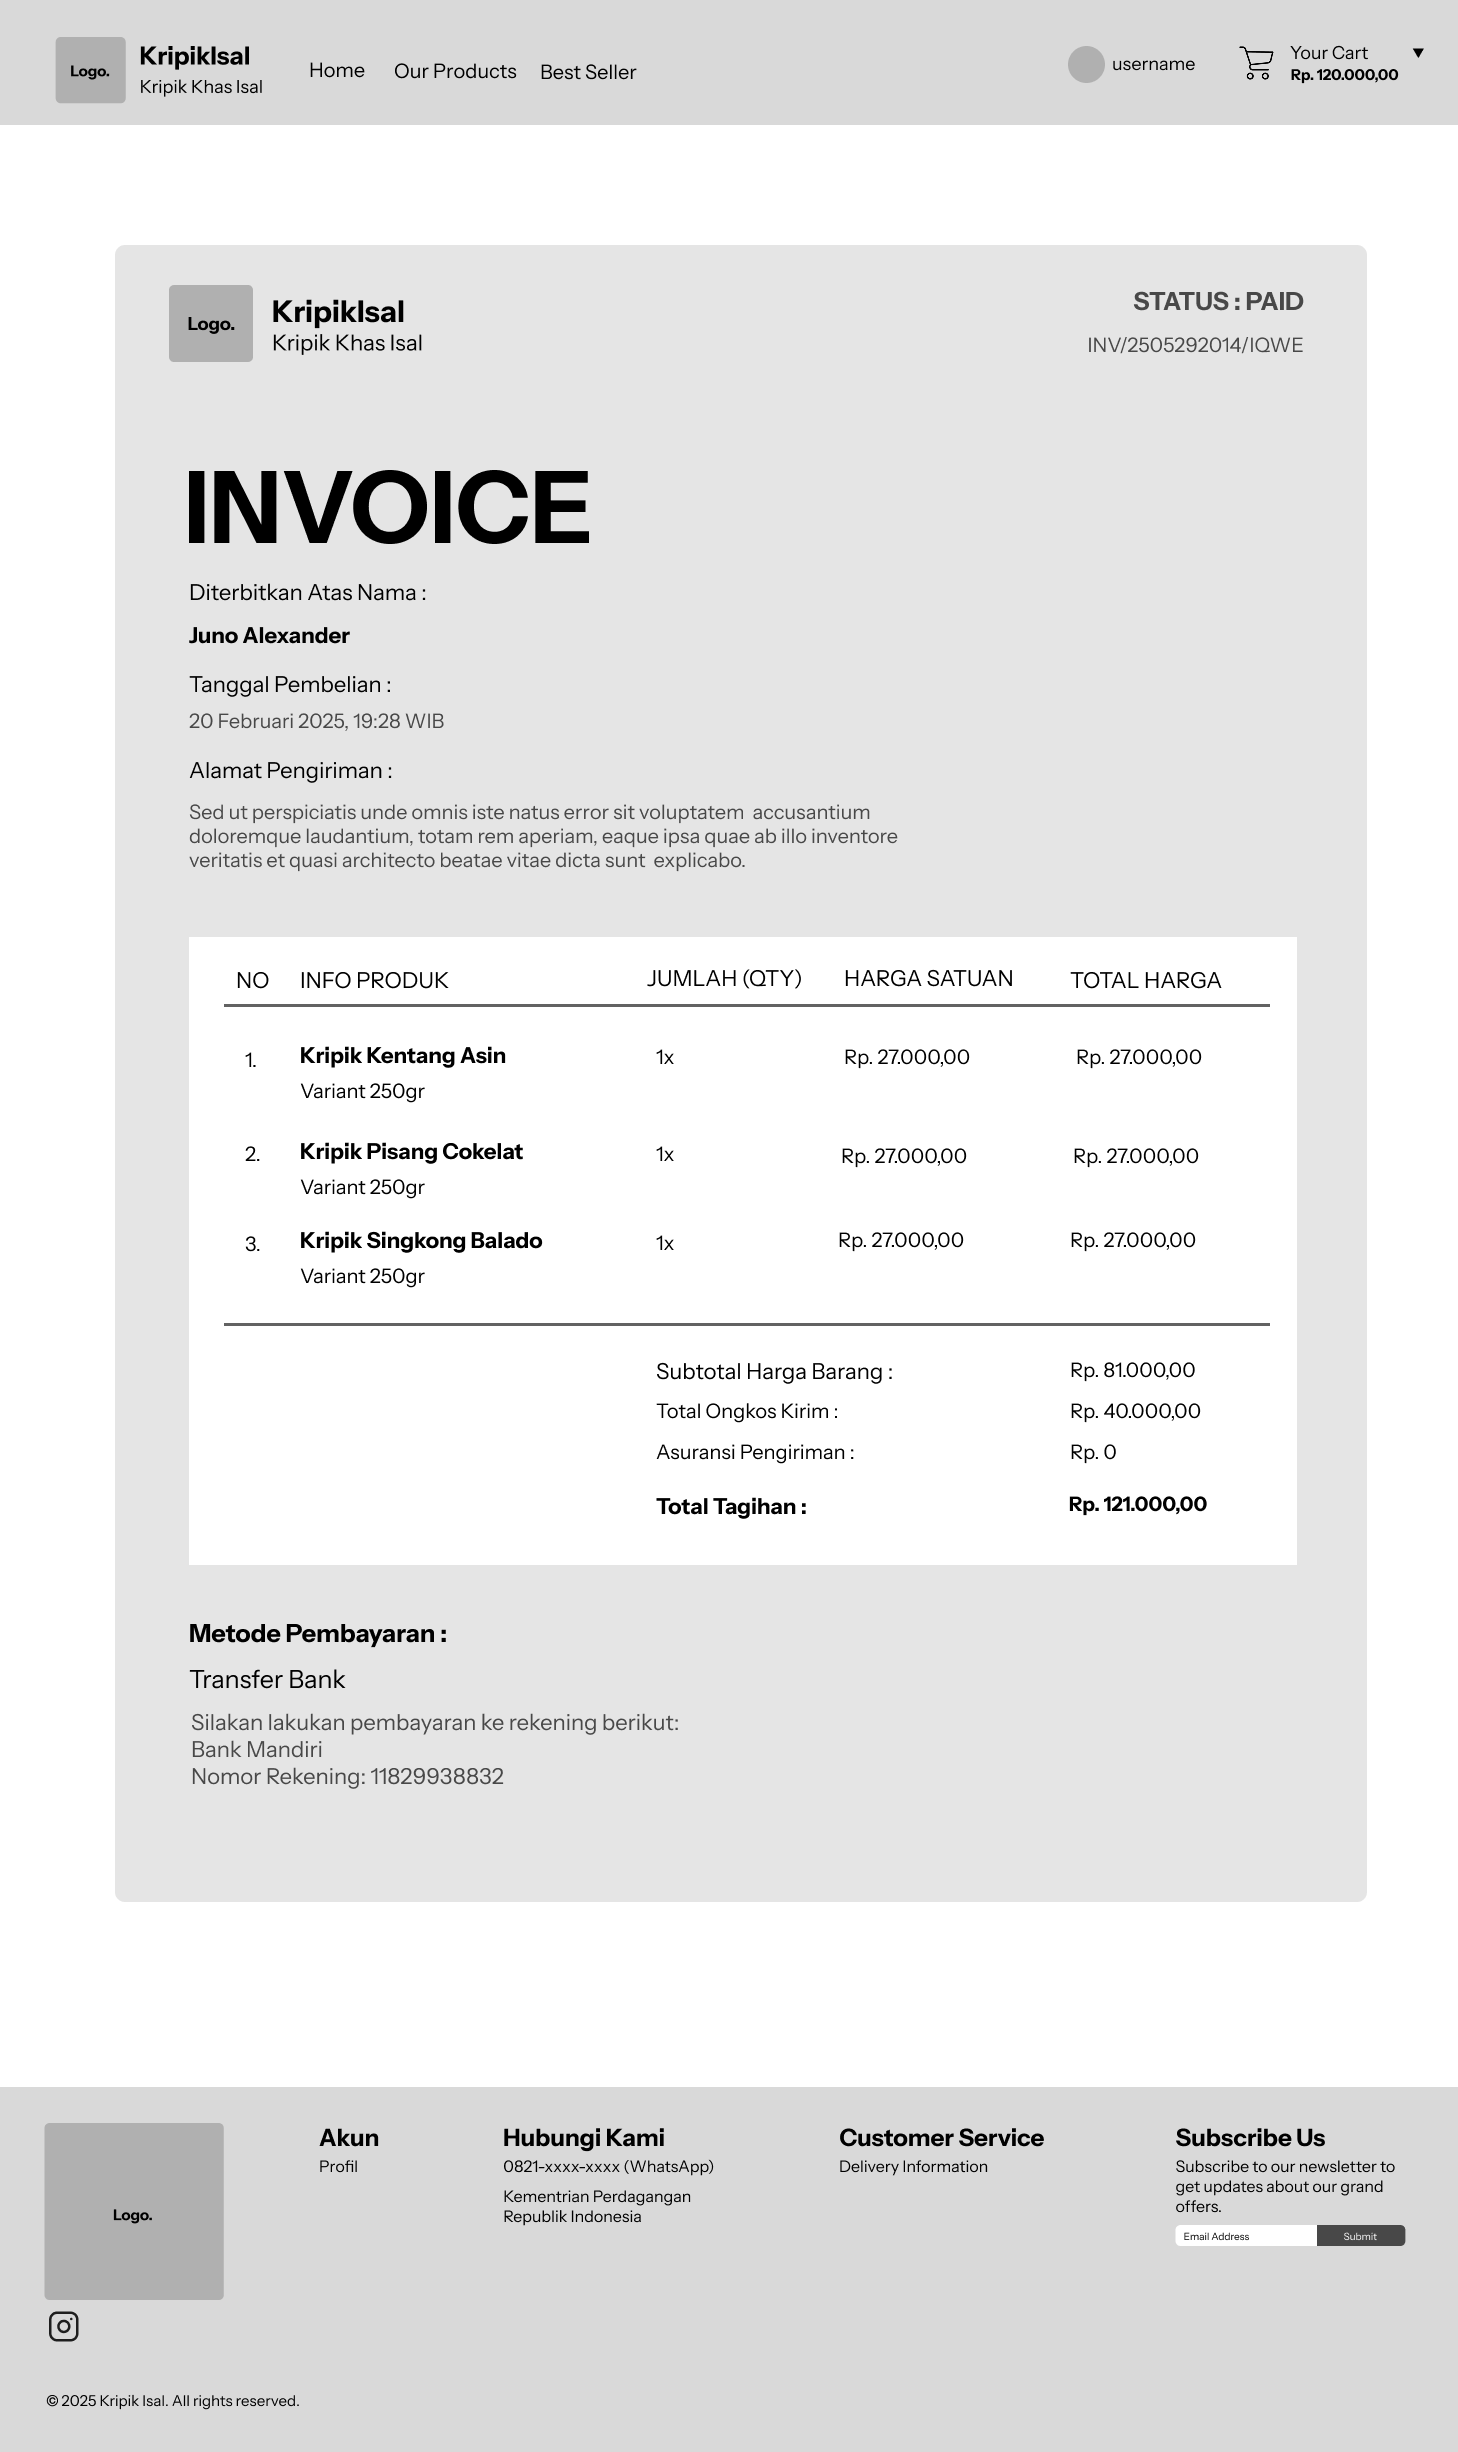 Logo.
KripikIsal
Kripik Khas Isal
Home
Our Products
Best Seller
username
Your Cart
▼
Rp. 120.000,00
Logo.
KripikIsal
Kripik Khas Isal
STATUS : PAID
INV/2505292014/IQWE
INVOICE
Diterbitkan Atas Nama :
Juno Alexander
Tanggal Pembelian :
20 Februari 2025, 19:28 WIB
Alamat Pengiriman :
Sed ut perspiciatis unde omnis iste natus error sit voluptatem accusantium
doloremque laudantium, totam rem aperiam, eaque ipsa quae ab illo inventore
veritatis et quasi architecto beatae vitae dicta sunt explicabo.
NO INFO PRODUK JUMLAH (QTY) HARGA SATUAN TOTAL HARGA
1. Kripik Kentang Asin 1x Rp. 27.000,00 Rp. 27.000,00
Variant 250gr
2. Kripik Pisang Cokelat 1x Rp. 27.000,00 Rp. 27.000,00
Variant 250gr
3. Kripik Singkong Balado 1x Rp. 27.000,00 Rp. 27.000,00
Variant 250gr
Subtotal Harga Barang : Rp. 81.000,00
Total Ongkos Kirim : Rp. 40.000,00
Asuransi Pengiriman : Rp. 0
Total Tagihan : Rp. 121.000,00
Metode Pembayaran :
Transfer Bank
Silakan lakukan pembayaran ke rekening berikut:
Bank Mandiri
Nomor Rekening: 11829938832
Logo.
Akun
Profil
Hubungi Kami
0821-xxxx-xxxx (WhatsApp)
Kementrian Perdagangan
Republik Indonesia
Customer Service
Delivery Information
Subscribe Us
Subscribe to our newsletter to
get updates about our grand
offers.
Email Address
Submit
© 2025 Kripik Isal. All rights reserved.